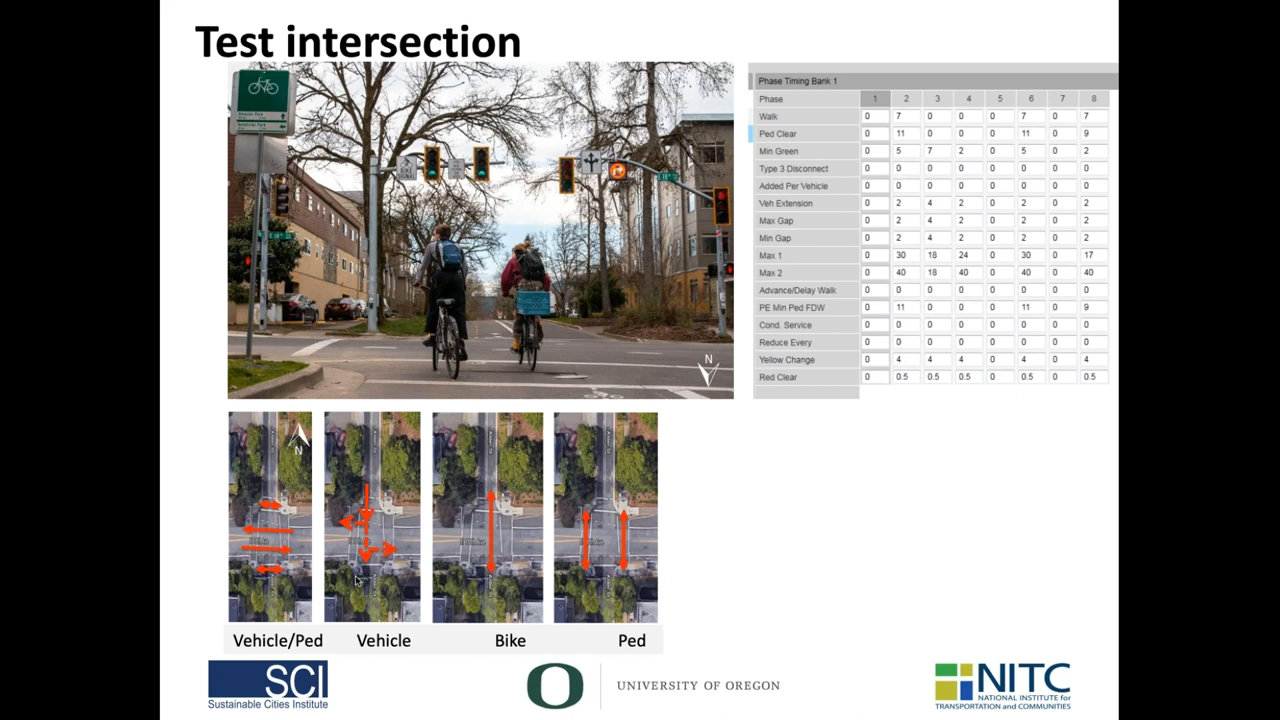 Test intersection
Phase Timing Bank 1
Phase 1 2 3 4 5 6 7 8
Walk 0 7 0 0 0 7 0 7
Ped Clear 0 11 0 0 0 11 0 9
Min Green 0 5 7 2 0 5 0 2
Type 3 Disconnect 0 0 0 0 0 0 0 0
Added Per Vehicle 0 0 0 0 0 0 0 0
Veh Extension 0 2 4 2 0 2 0 2
Max Gap 0 2 4 2 0 2 0 2
Min Gap 0 2 4 2 0 2 0 2
Max 1 0 30 18 24 0 30 0 17
Max 2 0 40 18 40 0 40 0 40
Advance/Delay Walk 0 0 0 0 0 0 0 0
PE Min Ped FDW 0 11 0 0 0 11 0 9
Cond. Service 0 0 0 0 0 0 0 0
Reduce Every 0 0 0 0 0 0 0 0
Yellow Change 0 4 4 4 0 4 0 4
Red Clear 0 0.5 0.5 0.5 0 0.5 0 0.5
N
N
Vehicle/Ped Vehicle Bike Ped
SCI
Sustainable Cities Institute
O
UNIVERSITY OF OREGON
NITC
NATIONAL INSTITUTE for
TRANSPORTATION and COMMUNITIES